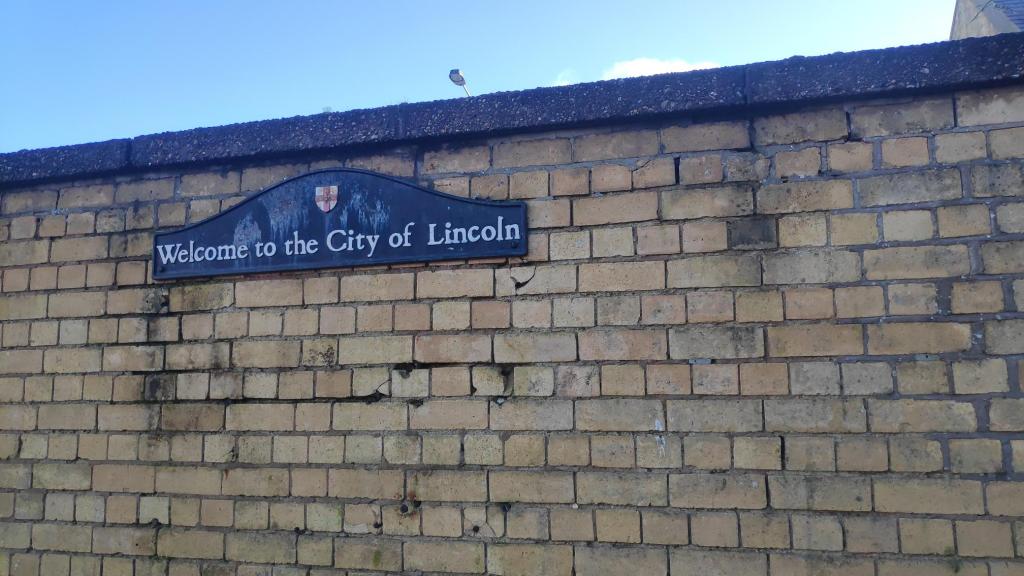 Welcome to the City of Lincoln